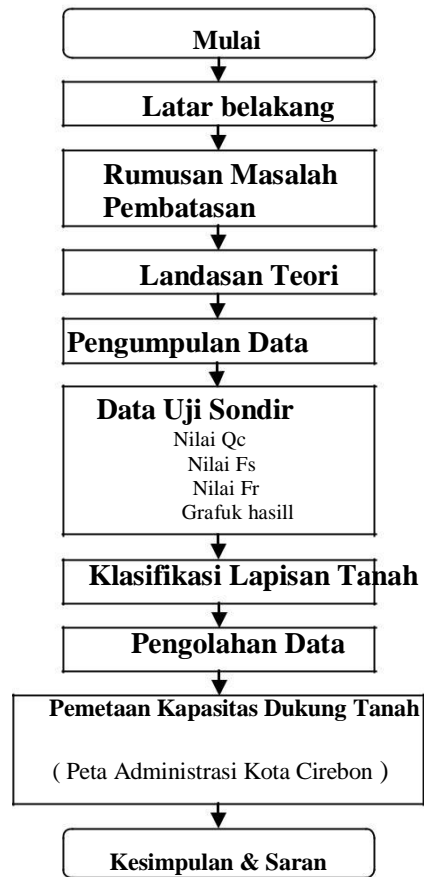 Mulai
Latar belakang
Rumusan Masalah
Pembatasan
Landasan Teori
Pengumpulan Data
Data Uji Sondir
Nilai Qc
Nilai Fs
Nilai Fr
Grafuk hasill
Klasifikasi Lapisan Tanah
Pengolahan Data
Pemetaan Kapasitas Dukung Tanah
( Peta Administrasi Kota Cirebon )
Kesimpulan & Saran